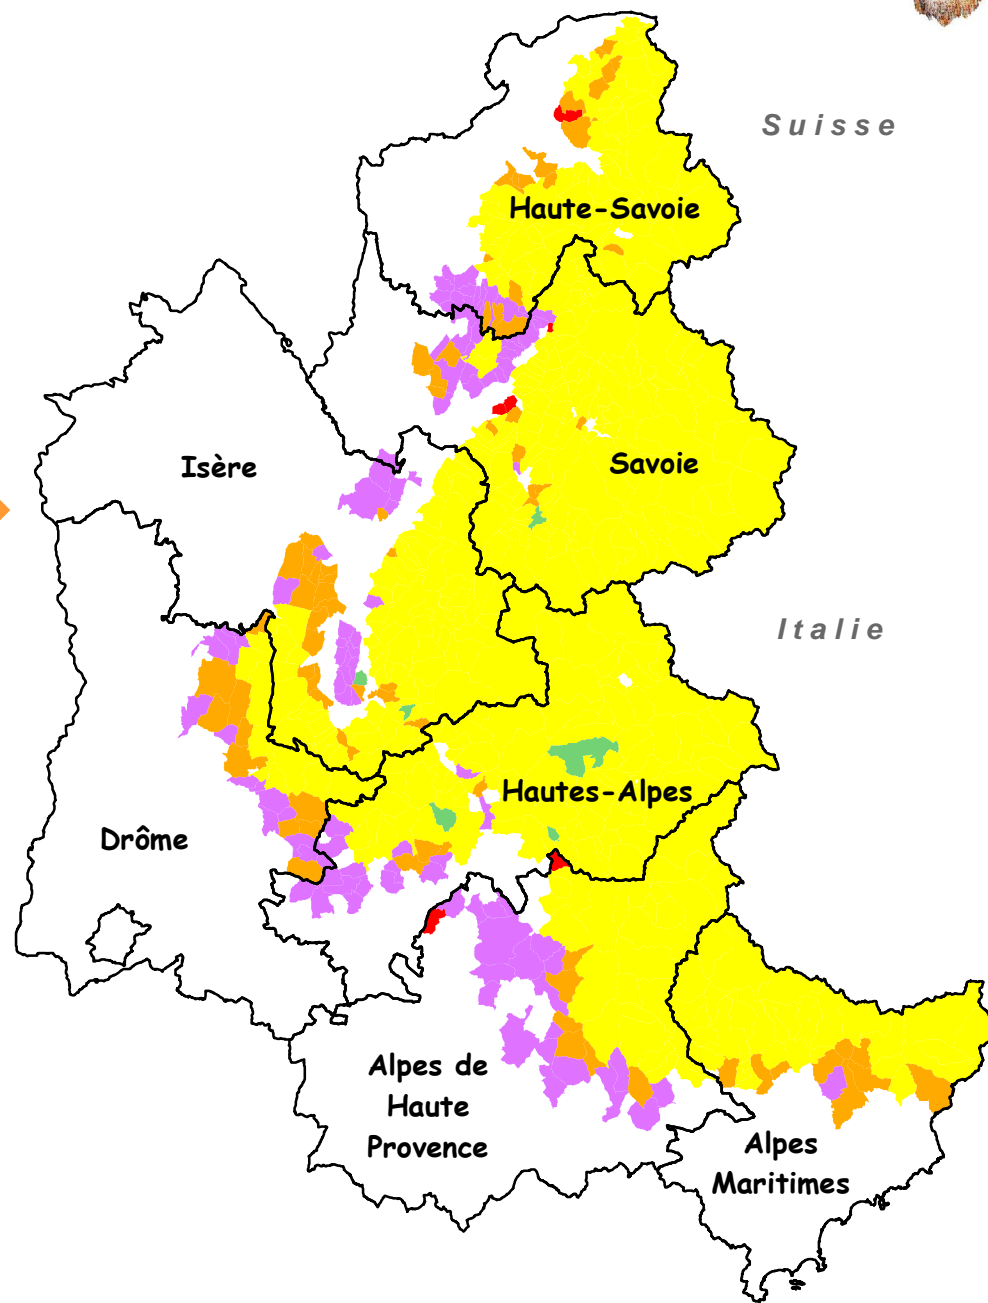 Suisse
Haute-Savoie
Isère
Savoie
Italie
Hautes-Alpes
Drôme
Alpes de
Haute
Provence
Alpes
Maritimes